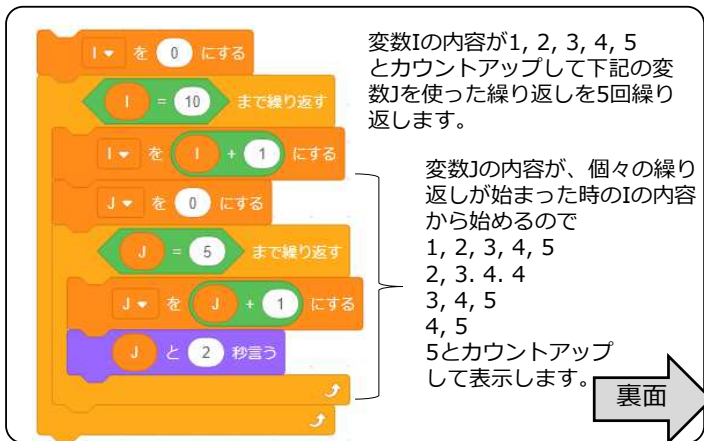 I を 0 にする
I = 10 まで繰り返す
I を I + 1 にする
J を 0 にする
J = 5 まで繰り返す
J を J + 1 にする
J と 2 秒言う
変数Iの内容が1, 2, 3, 4, 5
とカウントアップして下記の変
数Jを使った繰り返しを5回繰り
返します。
変数Jの内容が、個々の繰り
返しが始まった時のIの内容
から始めるので
1, 2, 3, 4, 5
2, 3. 4. 4
3, 4, 5
4, 5
5とカウントアップ
して表示します。
裏面